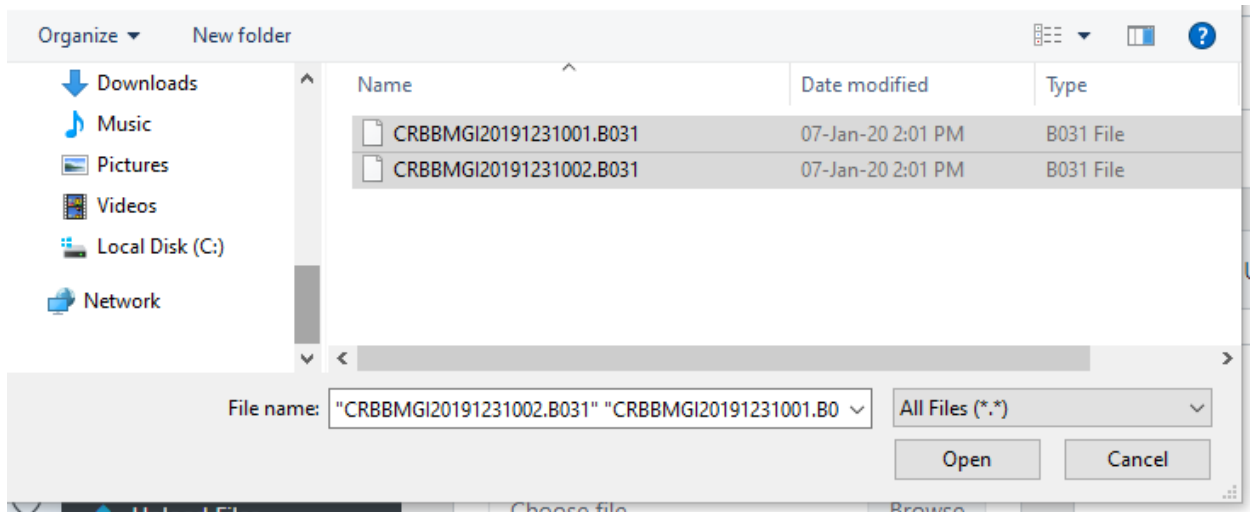 Organize New folder
?
Downloads
Music
Pictures
Videos
Local Disk (C:)
Network
Name Date modified Type
CRBBMGI20191231001.B031 07-Jan-20 2:01 PM B031 File
CRBBMGI20191231002.B031 07-Jan-20 2:01 PM B031 File
File name: "CRBBMGI20191231002.B031" "CRBBMGI20191231001.B0 All Files (*.*)
Open Cancel
Choose file Browse